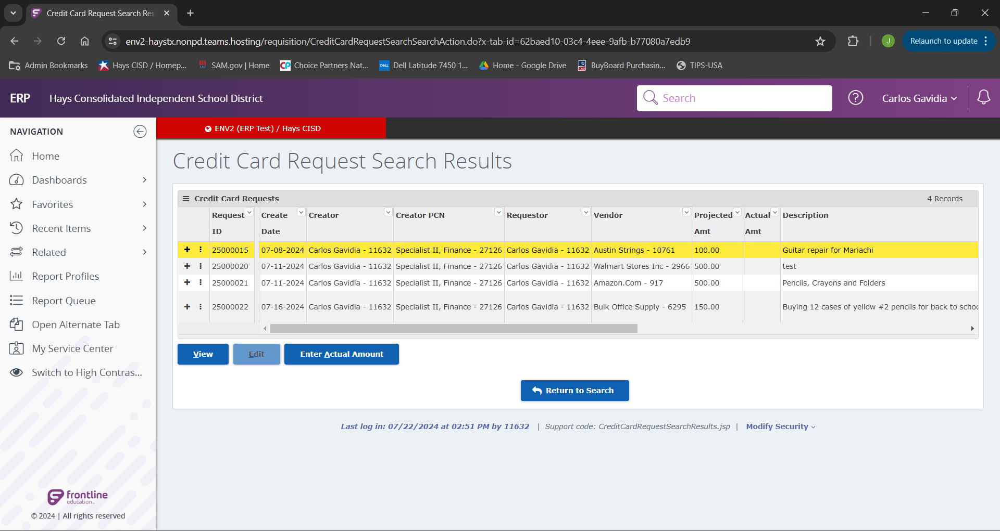 Credit Card Request Search Res
env2-haystx.nonpd.teams.hosting/requisition/CreditCardRequestSearchSearchAction.do?x-tab-id=62baed10-03c4-4eee-9afb-b77080a7edb9
J
Relaunch to update
Admin Bookmarks
Hays CISD / Homep...
SAM.gov | Home
CP
Choice Partners Nat...
DELL
Dell Latitude 7450 1...
Home - Google Drive
BuyBoard Purchasin...
TIPS-USA
ERP Hays Consolidated Independent School District
Search
Carlos Gavidia
NAVIGATION
Home
Dashboards
Favorites
Recent Items
Related
Report Profiles
Report Queue
Open Alternate Tab
My Service Center
Switch to High Contras...
frontline
education
© 2024 | All rights reserved
ENV2 (ERP Test) / Hays CISD
Credit Card Request Search Results
Credit Card Requests 4 Records
Request ID Create Date Creator Creator PCN Requestor Vendor Projected Amt Actual Amt Description
25000015 07-08-2024 Carlos Gavidia - 11632 Specialist II, Finance - 27126 Carlos Gavidia - 11632 Austin Strings - 10761 100.00 Guitar repair for Mariachi
25000020 07-11-2024 Carlos Gavidia - 11632 Specialist II, Finance - 27126 Carlos Gavidia - 11632 Walmart Stores Inc - 2966 500.00 test
25000021 07-11-2024 Carlos Gavidia - 11632 Specialist II, Finance - 27126 Carlos Gavidia - 11632 Amazon.Com - 917 500.00 Pencils, Crayons and Folders
25000022 07-16-2024 Carlos Gavidia - 11632 Specialist II, Finance - 27126 Carlos Gavidia - 11632 Bulk Office Supply - 6295 150.00 Buying 12 cases of yellow #2 pencils for back to schoo
View
Edit
Enter Actual Amount
Return to Search
Last log in: 07/22/2024 at 02:51 PM by 11632 | Support code: CreditCardRequestSearchResults.jsp | Modify Security